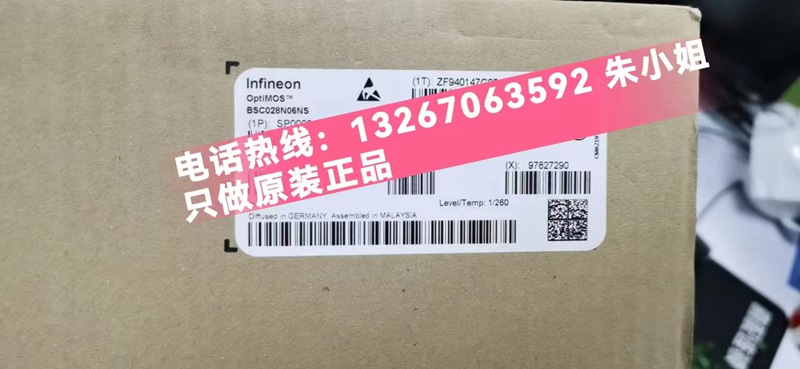 Infineon
OptiMOS™
BSC028N06NS
(1T): ZF940147C
(1P): SP000
电话热线：13267063592 朱小姐
只做原装正品
(X): 97827290
Level/Temp: 1/260
Diffused in GERMANY, Assembled in MALAYSIA